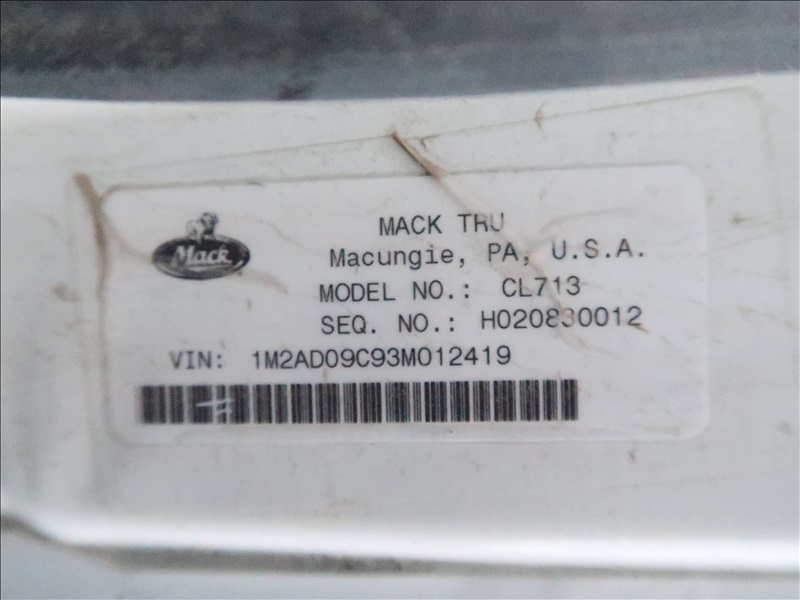 Mack
MACK TRU
Macungie, PA, U.S.A.
MODEL NO.: CL713
SEQ. NO.: H020830012
VIN: 1M2AD09C93M012419